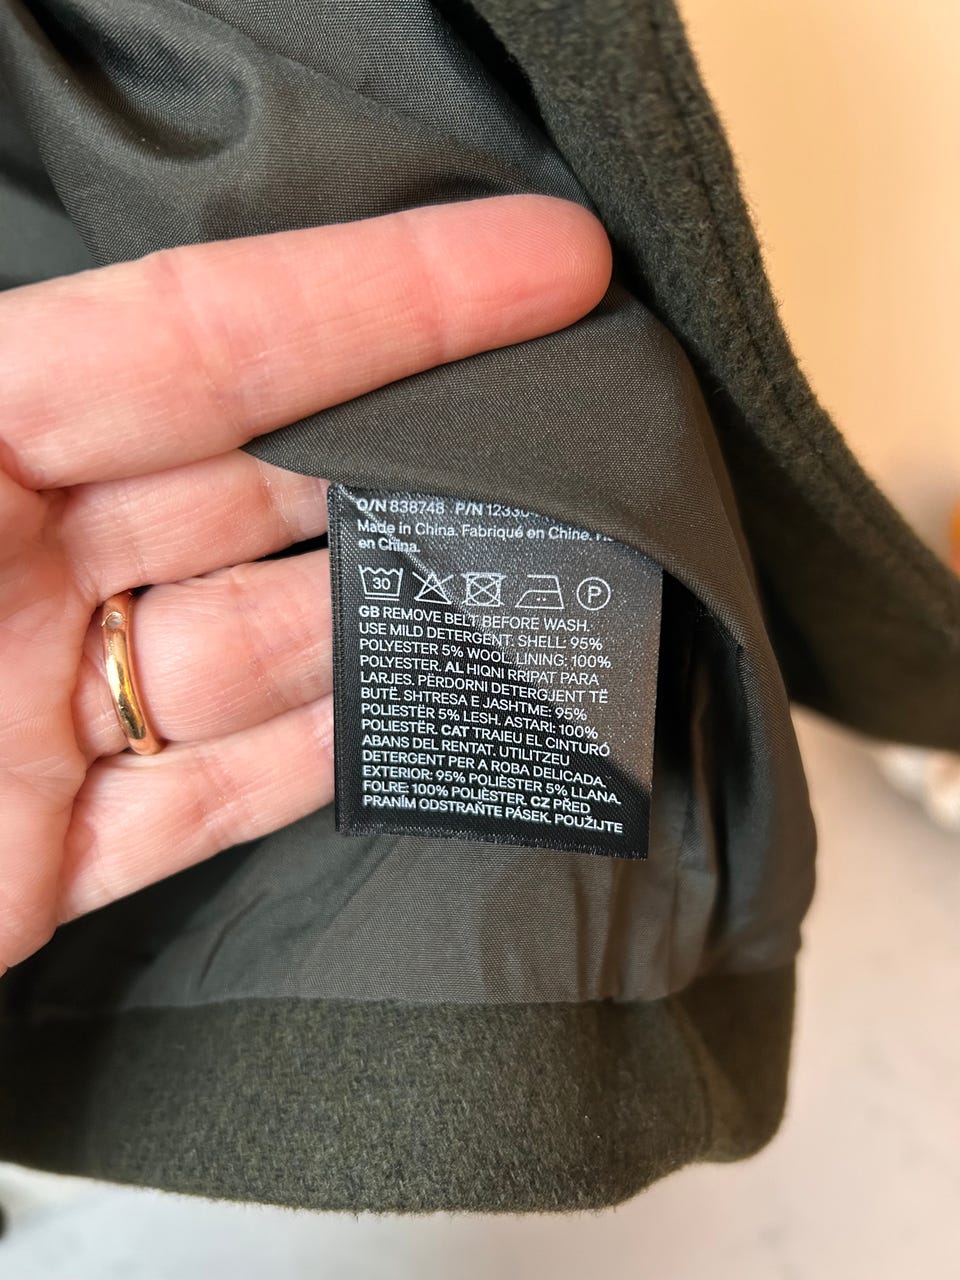 O/N 838748 P/N 12330
Made in China. Fabriqué en Chine.
en China.
30 P
GB REMOVE BELT BEFORE WASH.
USE MILD DETERGENT. SHELL: 95%
POLYESTER 5% WOOL. LINING: 100%
POLYESTER. AL HIQNI RRIPAT PARA
LARJES. PËRDORNI DETERGJENT TË
BUTË. SHTRESA E JASHTME: 95%
POLIESTËR 5% LESH. ASTARI: 100%
POLIESTËR. CAT TRAIEU EL CINTURÓ
ABANS DEL RENTAT. UTILITZEU
DETERGENT PER A ROBA DELICADA.
EXTERIOR: 95% POLIÈSTER 5% LLANA.
FOLRE: 100% POLIÈSTER. CZ PŘED
PRANÍM ODSTRAŇTE PÁSEK. POUŽIJTE